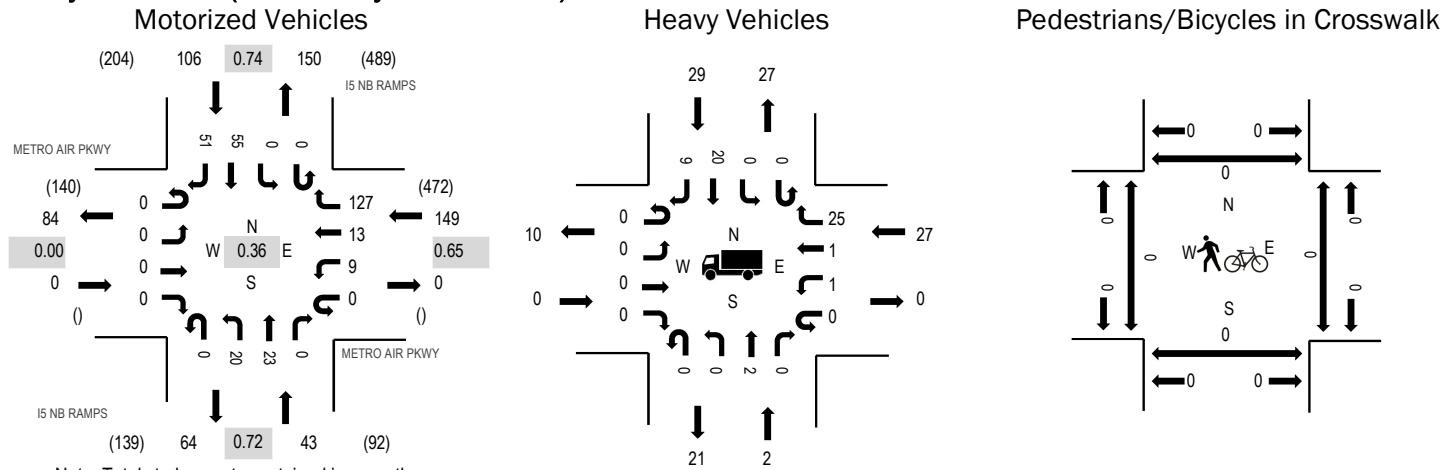 Motorized Vehicles
(204) 106 0.74 150 (489)
I5 NB RAMPS
51 55 0 0
METRO AIR PKWY
(140) (472)
0 127
84 149
0 13
N
0.00 W 0.36 E 0.65
0 9
S
0 0
0 0
() ()
0 20 23 0
METRO AIR PKWY
I5 NB RAMPS
(139) 64 0.72 43 (92)
Heavy Vehicles
29 27
9 20 0 0
0 25
10 27
0 1
N
W E
0 1
S
0 0
0 0
0 0 2 0
21 2
Pedestrians/Bicycles in Crosswalk
0 0
0
N
0 0
0 W E 0
0 0
S
0
0 0